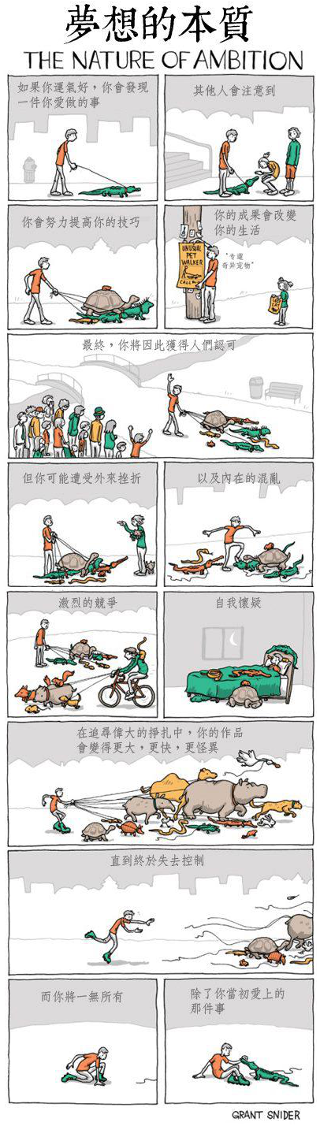 夢想的本質
THE NATURE OF AMBITION
如果你運氣好，你會發現
一件你愛做的事
其他人會注意到
你會努力提高你的技巧
你的成果會改變
你的生活
UNUSUAL
PET
WALKER
CALL
"专遛
奇异宠物"
最終，你將因此獲得人們認可
但你可能遭受外來挫折
以及內在的混亂
激烈的競爭
自我懷疑
在追尋偉大的掙扎中，你的作品
會變得更大，更快，更怪異
直到終於失去控制
而你將一無所有
除了你當初愛上的
那件事
GRANT SNIDER